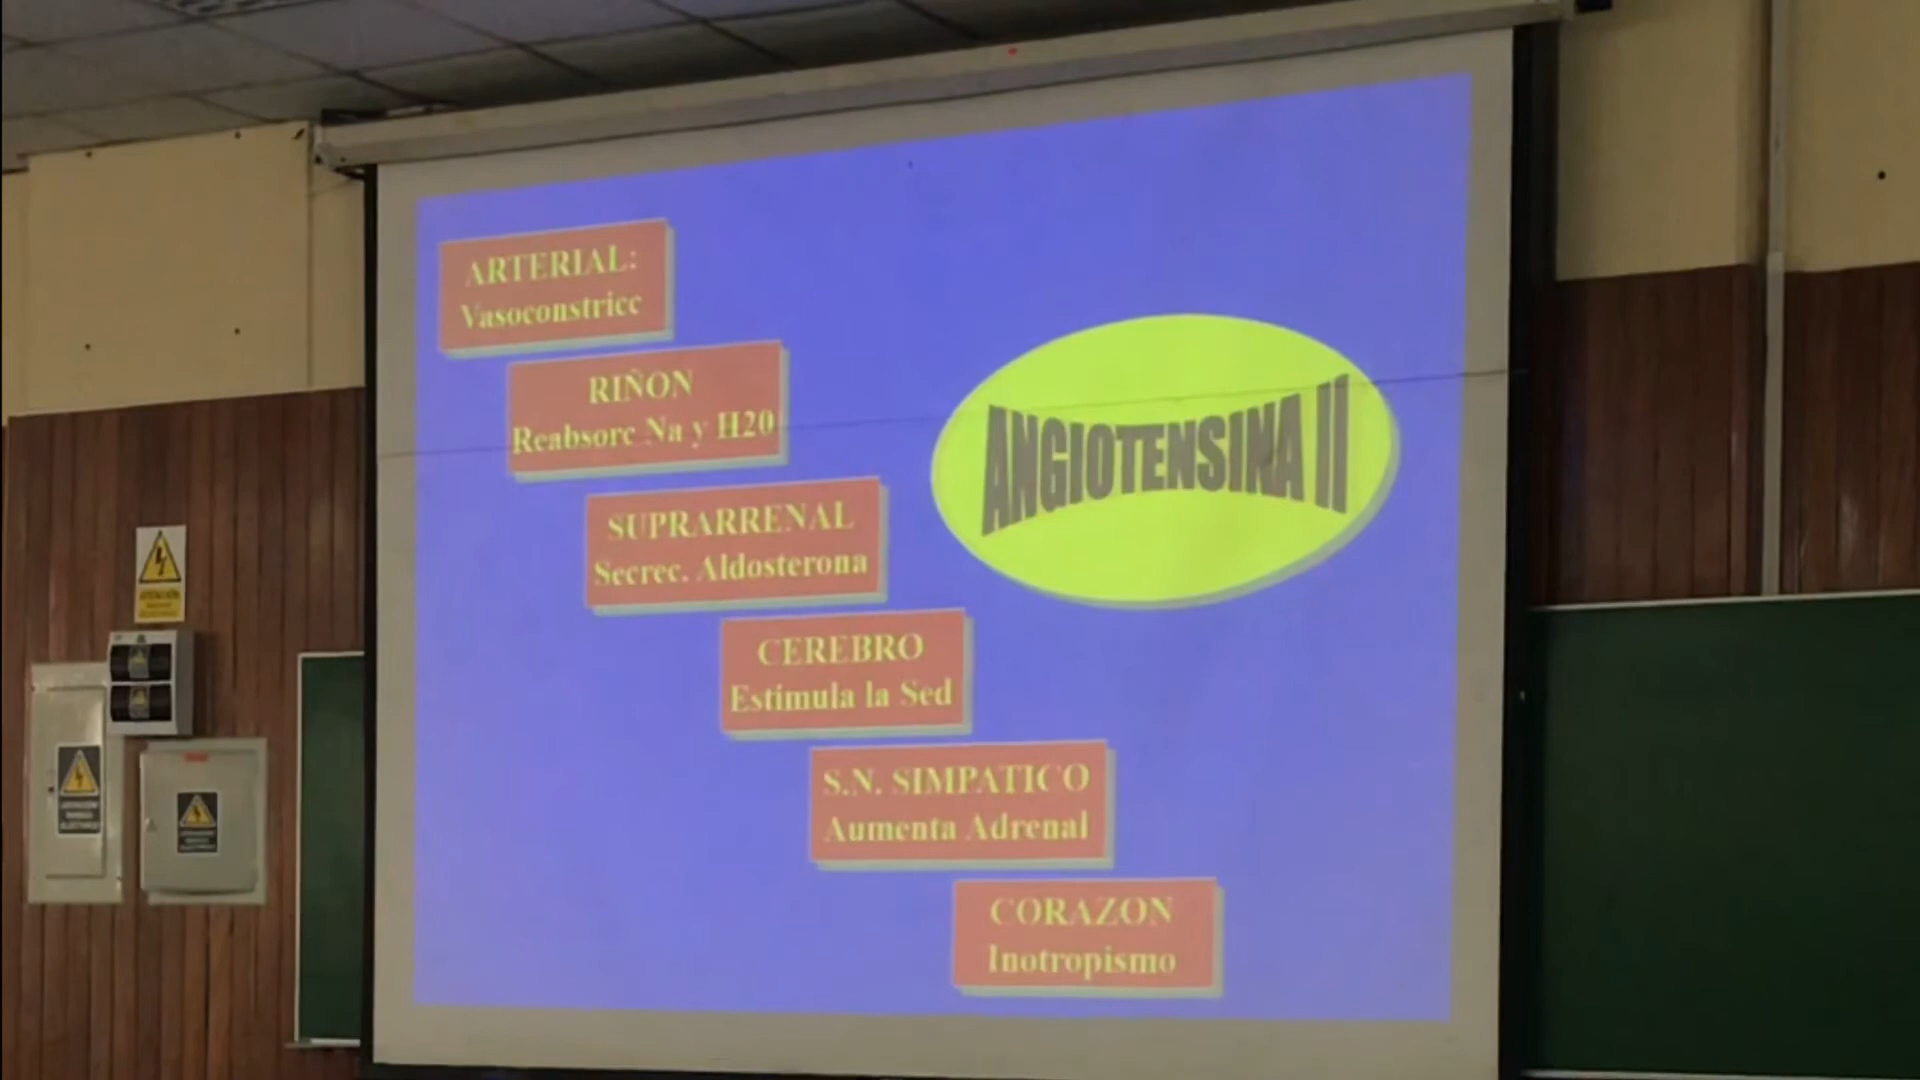 ARTERIAL:
Vasoconstricc
RIÑON
Reabsorc Na y H20
SUPRARRENAL
Secrec. Aldosterona
CEREBRO
Estimula la Sed
S.N. SIMPATICO
Aumenta Adrenal
CORAZON
Inotropismo
ANGIOTENSINA II